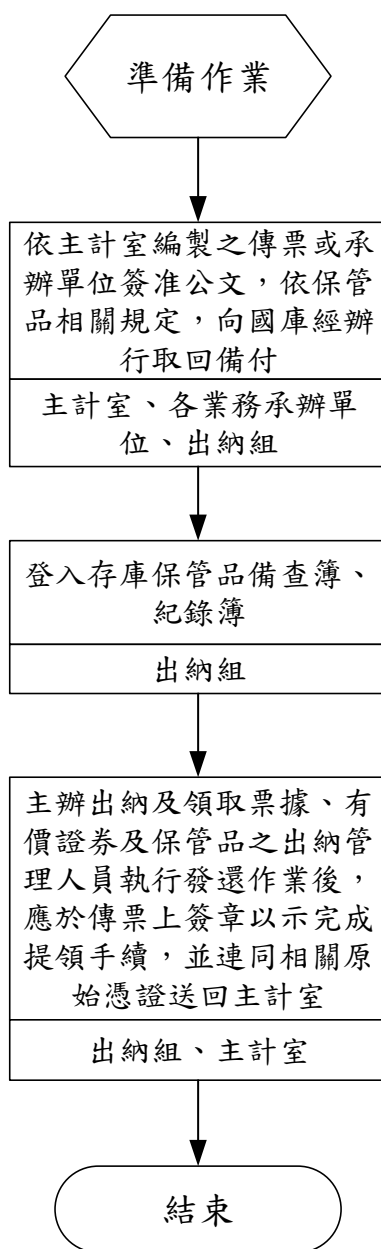 準備作業
依主計室編製之傳票或承
辦單位簽准公文，依保管
品相關規定，向國庫經辦
行取回備付
主計室、各業務承辦單
位、出納組
登入存庫保管品備查簿、
紀錄簿
出納組
主辦出納及領取票據、有
價證券及保管品之出納管
理人員執行發還作業後，
應於傳票上簽章以示完成
提領手續，並連同相關原
始憑證送回主計室
出納組、主計室
結束